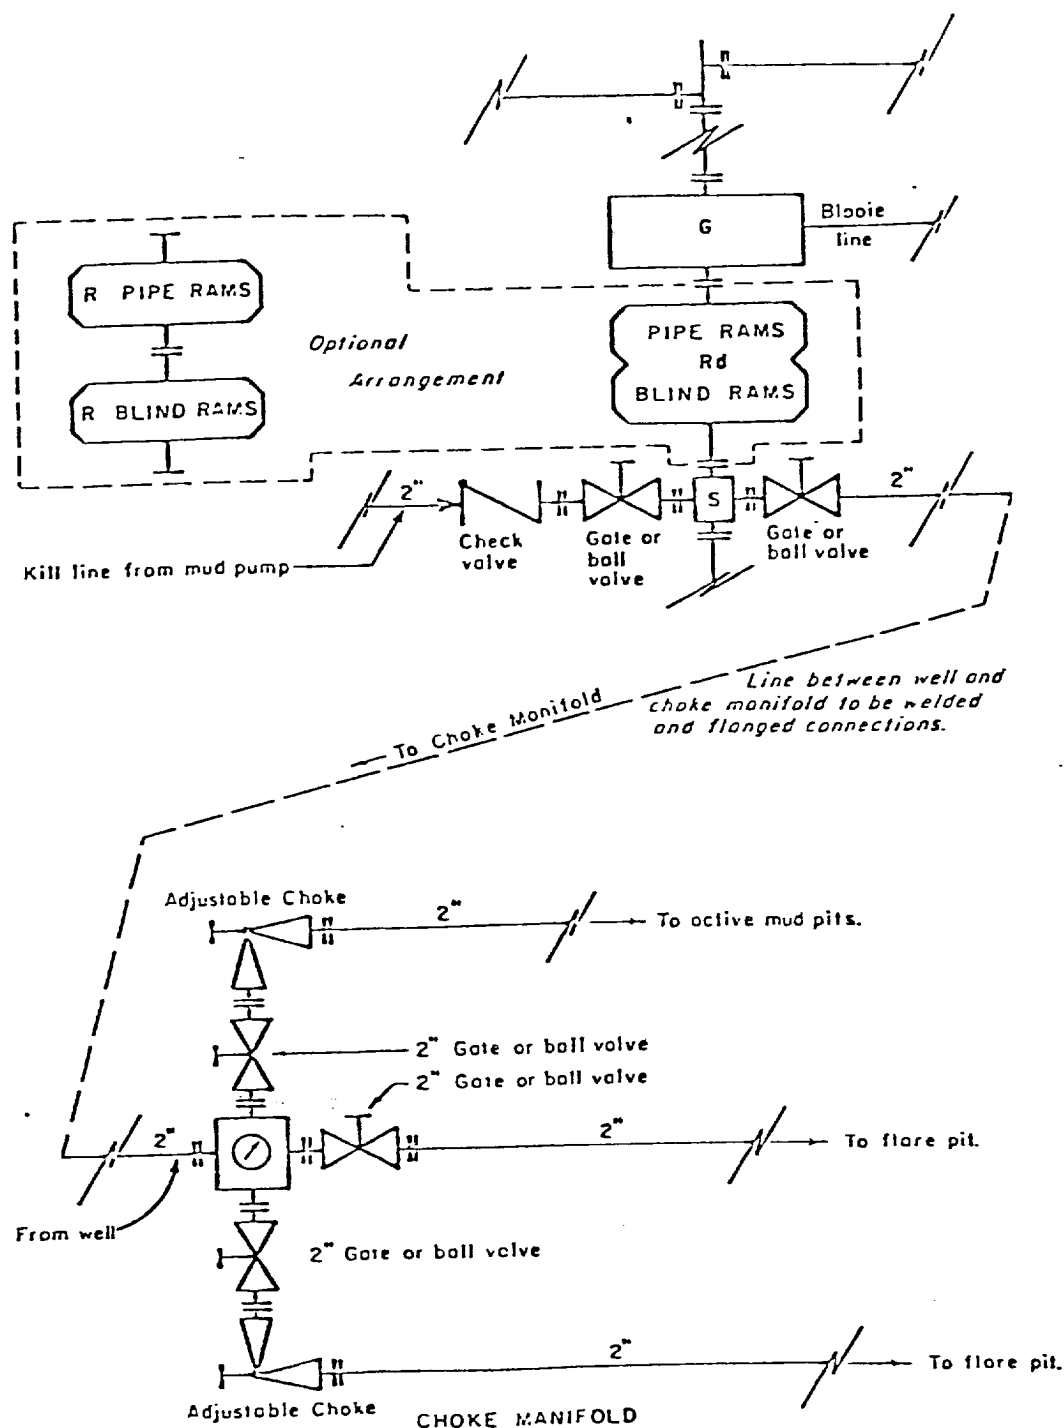 G
Blooie
line
R PIPE RAMS
PIPE RAMS
Rd
BLIND RAMS
Optional
Arrangement
R BLIND RAMS
2"
S
2"
Check
valve
Gate or
ball
valve
Gate or
ball valve
Kill line from mud pump
Line between well and
choke manifold to be welded
and flanged connections.
To Choke Manifold
Adjustable Choke
2"
To active mud pits.
2" Gate or ball valve
2" Gate or ball valve
2"
2"
To flare pit.
From well
2" Gate or ball valve
2"
To flare pit.
Adjustable Choke
CHOKE MANIFOLD